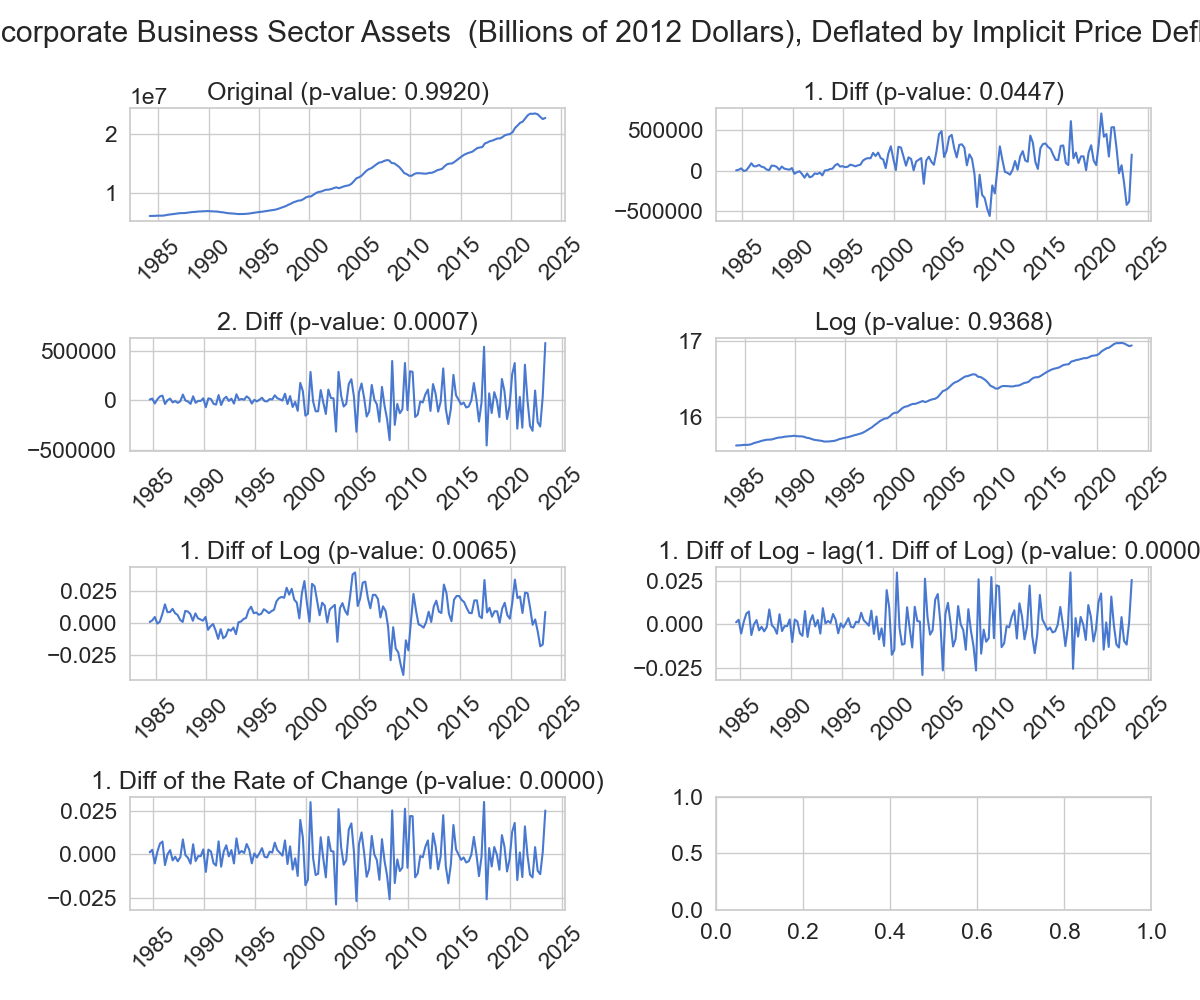 corporate Business Sector Assets  (Billions of 2012 Dollars), Deflated by Implicit Price Defl
Original (p-value: 0.9920)
1e7
2
1
1985 1990 1995 2000 2005 2010 2015 2020 2025
1. Diff (p-value: 0.0447)
500000
0
−500000
1985 1990 1995 2000 2005 2010 2015 2020 2025
2. Diff (p-value: 0.0007)
500000
0
−500000
1985 1990 1995 2000 2005 2010 2015 2020 2025
Log (p-value: 0.9368)
17
16
1985 1990 1995 2000 2005 2010 2015 2020 2025
1. Diff of Log (p-value: 0.0065)
0.025
0.000
−0.025
1985 1990 1995 2000 2005 2010 2015 2020 2025
1. Diff of Log - lag(1. Diff of Log) (p-value: 0.0000
0.025
0.000
−0.025
1985 1990 1995 2000 2005 2010 2015 2020 2025
1. Diff of the Rate of Change (p-value: 0.0000)
0.025
0.000
−0.025
1985 1990 1995 2000 2005 2010 2015 2020 2025
1.0
0.5
0.0
0.0 0.2 0.4 0.6 0.8 1.0